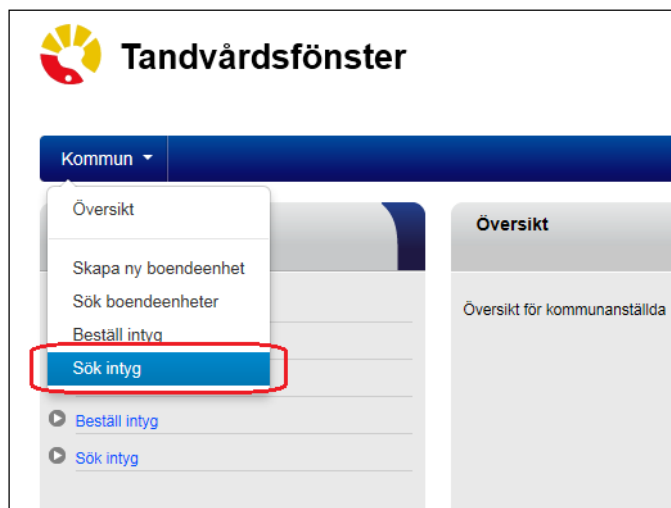 Tandvårdsfönster
Kommun
Översikt
Skapa ny boendeenhet
Sök boendeenheter
Beställ intyg
Sök intyg
Beställ intyg
Sök intyg
Översikt
Översikt för kommunanställda